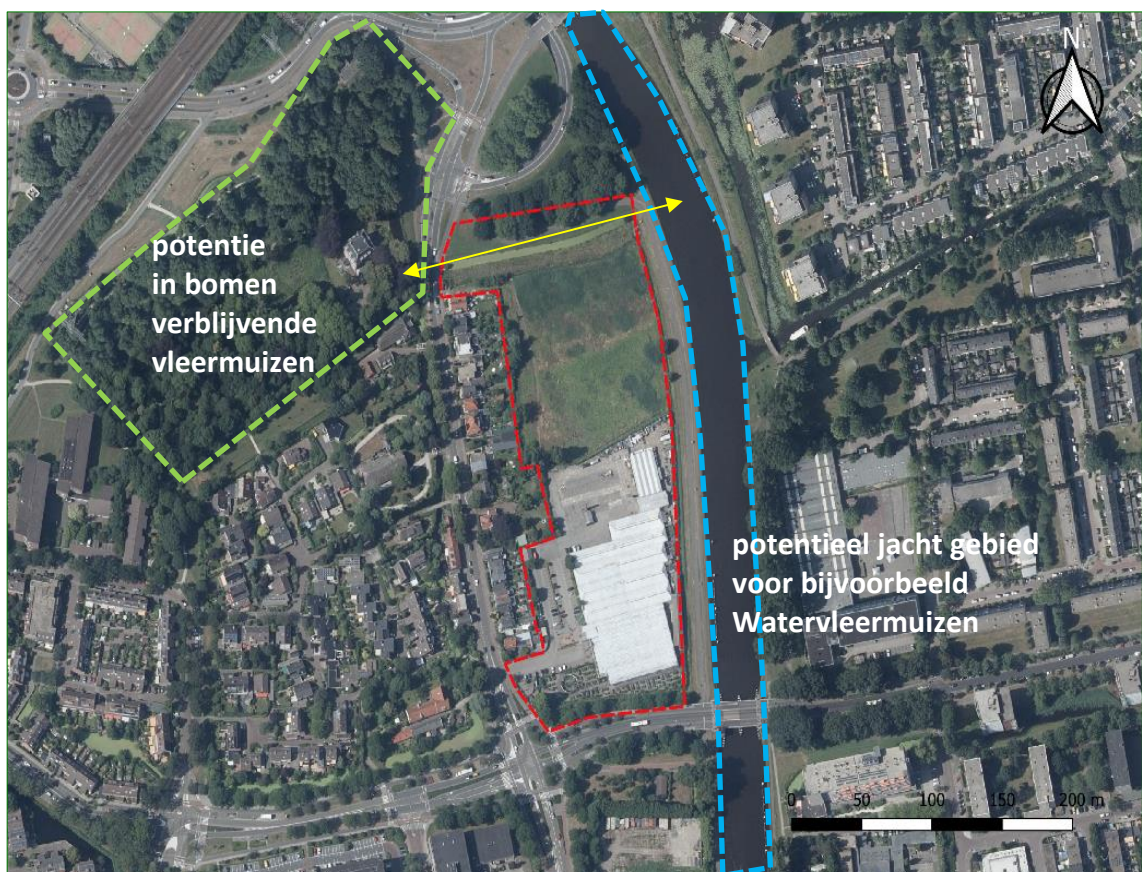 N
potentie
in bomen
verblijvende
vleermuizen
potentieel jacht gebied
voor bijvoorbeeld
Watervleermuizen
0 50 100 150 200 m